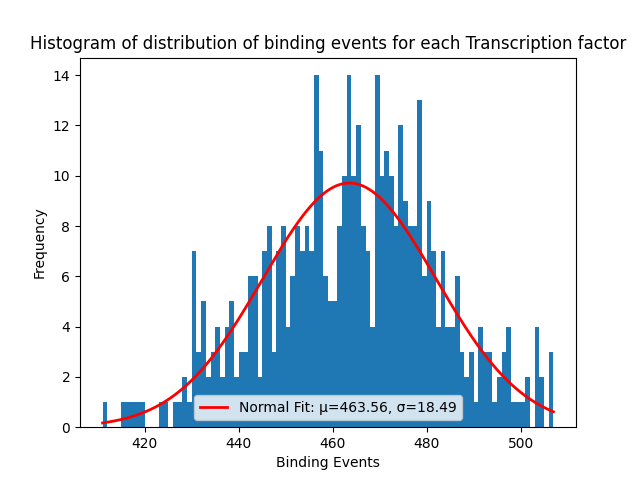 Histogram of distribution of binding events for each Transcription factor
14
12
10
8
6
4
2
0
Frequency
Normal Fit: μ=463.56, σ=18.49
420 440 460 480 500
Binding Events